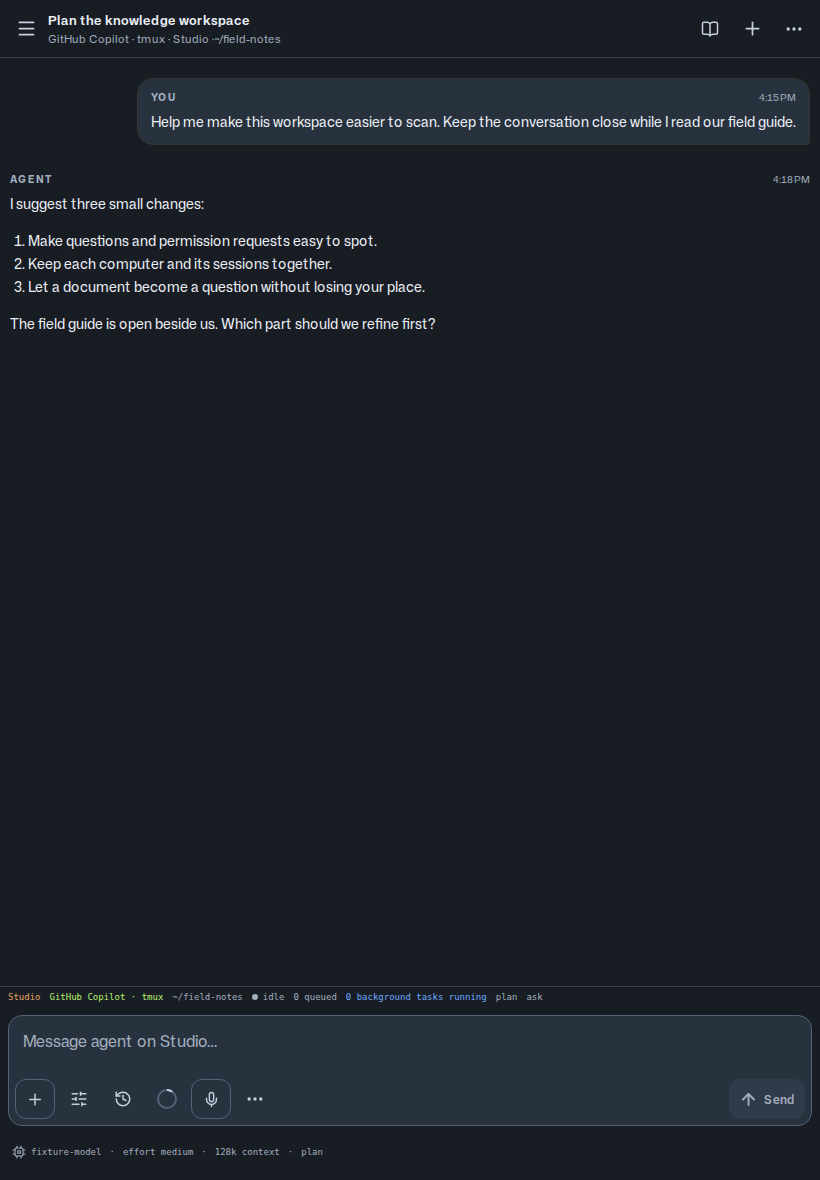 Plan the knowledge workspace
GitHub Copilot · tmux · Studio ·~/field-notes
YOU 4:15 PM
Help me make this workspace easier to scan. Keep the conversation close while I read our field guide.
AGENT 4:18 PM
I suggest three small changes:
1. Make questions and permission requests easy to spot.
2. Keep each computer and its sessions together.
3. Let a document become a question without losing your place.
The field guide is open beside us. Which part should we refine first?
Studio GitHub Copilot · tmux ~/field-notes idle 0 queued 0 background tasks running plan ask
Message agent on Studio...
Send
fixture-model · effort medium · 128k context · plan